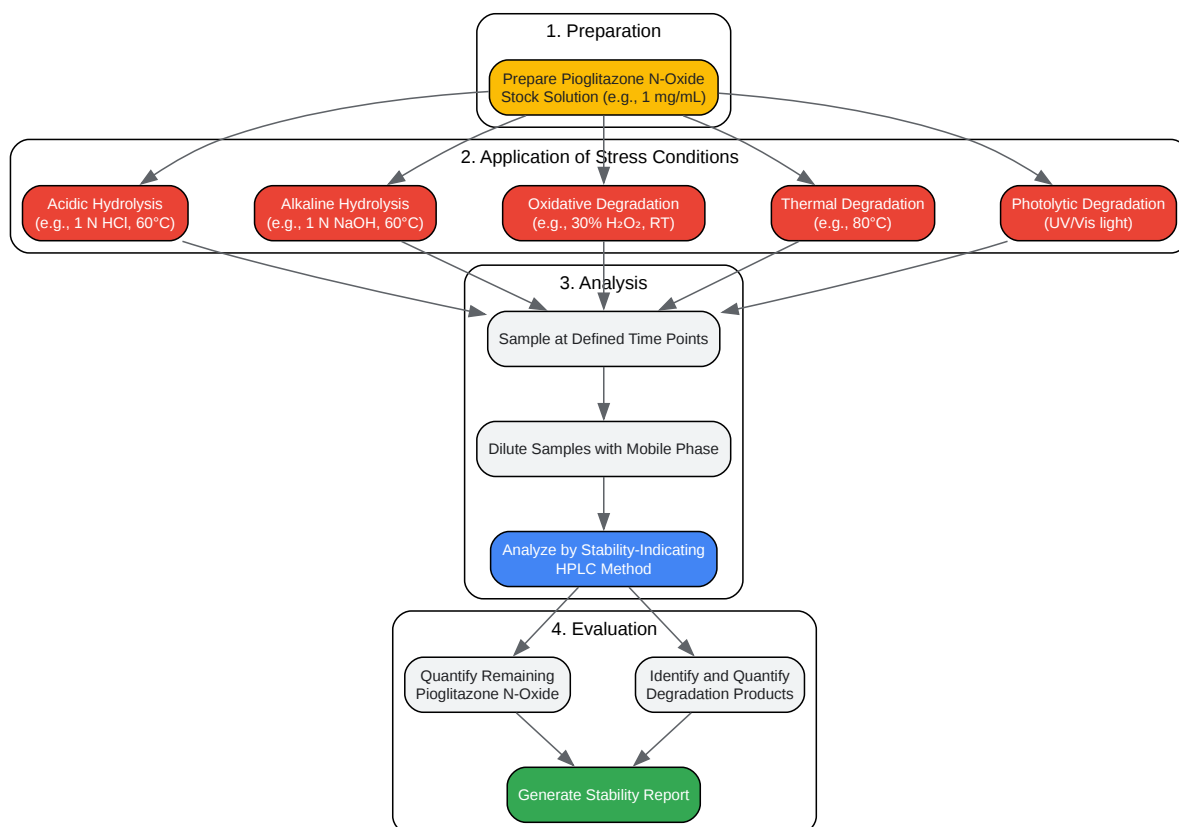 1. Preparation
Prepare Pioglitazone N-Oxide
Stock Solution (e.g., 1 mg/mL)
2. Application of Stress Conditions
Acidic Hydrolysis
(e.g., 1 N HCl, 60°C)
Alkaline Hydrolysis
(e.g., 1 N NaOH, 60°C)
Oxidative Degradation
(e.g., 30% H₂O₂, RT)
Thermal Degradation
(e.g., 80°C)
Photolytic Degradation
(UV/Vis light)
3. Analysis
Sample at Defined Time Points
Dilute Samples with Mobile Phase
Analyze by Stability-Indicating
HPLC Method
4. Evaluation
Quantify Remaining
Pioglitazone N-Oxide
Identify and Quantify
Degradation Products
Generate Stability Report